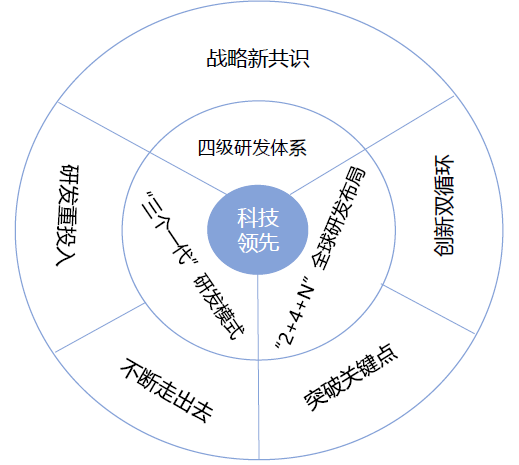 战略新共识
四级研发体系
研发重投入
创新双循环
科技
领先
“三个一代”研发模式
“2+4+N”全球研发布局
不断走出去
突破关键点